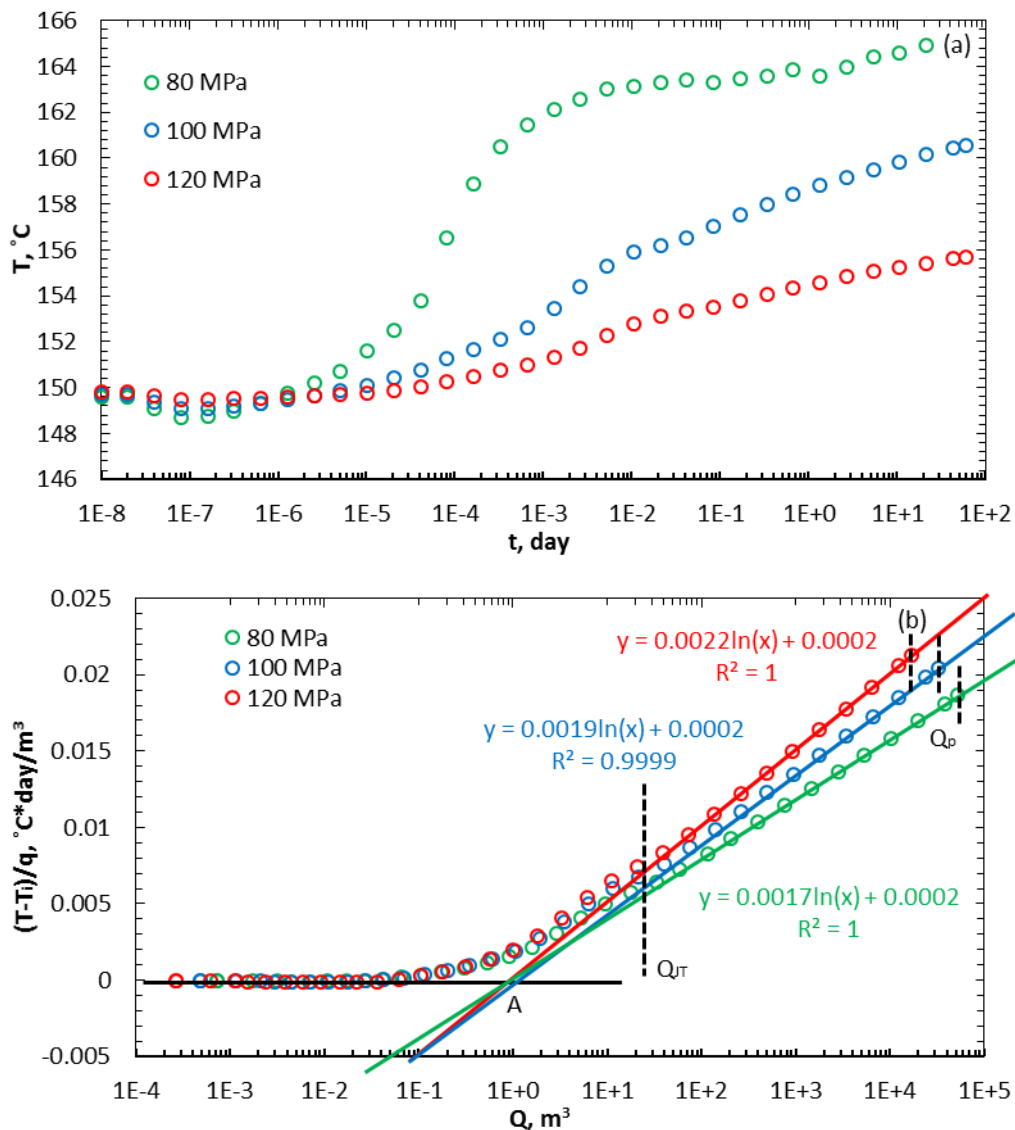 (a)
80 MPa
100 MPa
120 MPa
T, °C
166
164
162
160
158
156
154
152
150
148
146
1E-8 1E-7 1E-6 1E-5 1E-4 1E-3 1E-2 1E-1 1E+0 1E+1 1E+2
t, day
(b)
80 MPa
100 MPa
120 MPa
y = 0.0022ln(x) + 0.0002
R² = 1
y = 0.0019ln(x) + 0.0002
R² = 0.9999
Qp
y = 0.0017ln(x) + 0.0002
R² = 1
QJT
A
(T-Ti)/q, °C*day/m³
0.025
0.02
0.015
0.01
0.005
0
-0.005
1E-4 1E-3 1E-2 1E-1 1E+0 1E+1 1E+2 1E+3 1E+4 1E+5
Q, m³